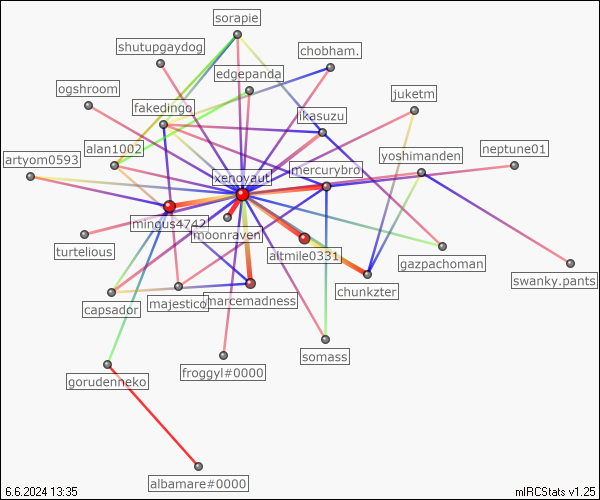 sorapie
shutupgaydog
chobham.
edgepanda
ogshroom
juketm
fakedingo
ikasuzu
alan1002
neptune01
artyom0593
yoshimanden
mercurybro
xenoyaut
mingus4742
moonraven
turtelious
altmile0331
gazpachoman
swanky.pants
chunkzter
capsador
majestico
marcemadness
somass
froggyl#0000
gorudenneko
albamare#0000
6.6.2024 13:35
mIRCStats v1.25